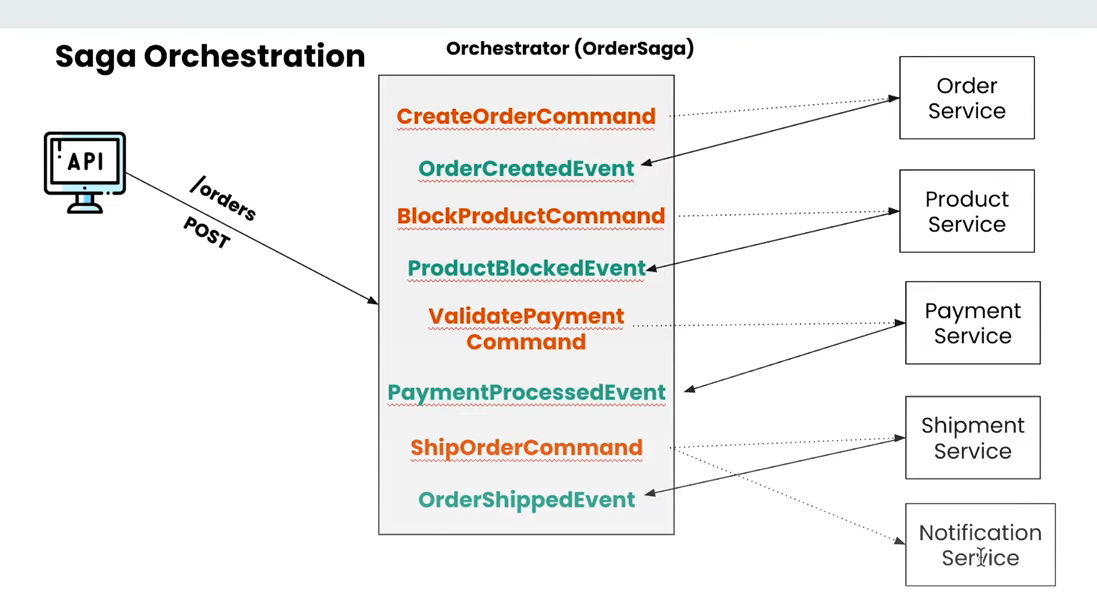 Saga Orchestration
Orchestrator (OrderSaga)
API
/orders
POST
CreateOrderCommand
OrderCreatedEvent
BlockProductCommand
ProductBlockedEvent
ValidatePayment
Command
PaymentProcessedEvent
ShipOrderCommand
OrderShippedEvent
Order
Service
Product
Service
Payment
Service
Shipment
Service
Notification
Service